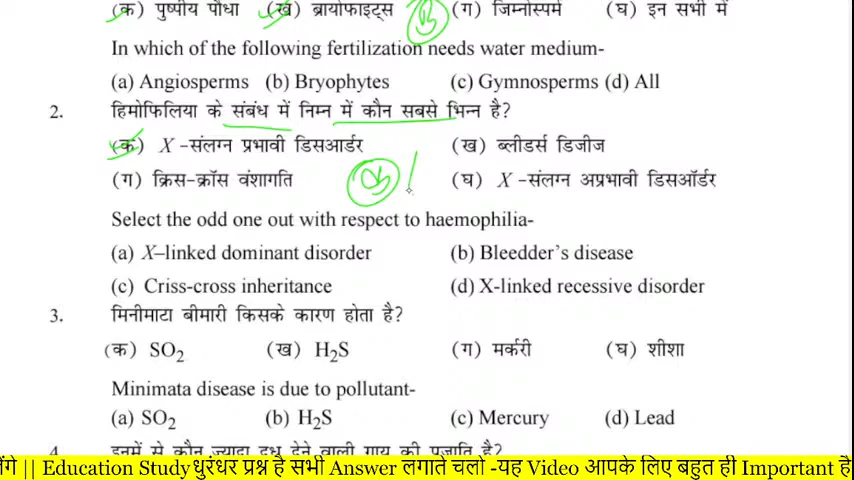 (क) पुष्पीय पौधा (ख) ब्रायोफाइट्स (ग) जिम्नोस्पर्म (घ) इन सभी में
In which of the following fertilization needs water medium-
(a) Angiosperms (b) Bryophytes (c) Gymnosperms (d) All
2. हिमोफिलिया के संबंध में निम्न में कौन सबसे भिन्न है?
(क) X -संलग्न प्रभावी डिसआर्डर (ख) ब्लीडर्स डिजीज
(ग) क्रिस-क्रॉस वंशागति (घ) X -संलग्न अप्रभावी डिसऑर्डर
Select the odd one out with respect to haemophilia-
(a) X–linked dominant disorder (b) Bleedder's disease
(c) Criss-cross inheritance (d) X-linked recessive disorder
3. मिनीमाटा बीमारी किसके कारण होता है?
(क) SO2 (ख) H2S (ग) मर्करी (घ) शीशा
Minimata disease is due to pollutant-
(a) SO2 (b) H2S (c) Mercury (d) Lead
4. इनमें से कौन ज्यादा दूध देने वाली गाय की प्रजाति है?
|| Education Study धुरंधर प्रश्न है सभी Answer लगाते चलो -यह Video आपके लिए बहुत ही Important है